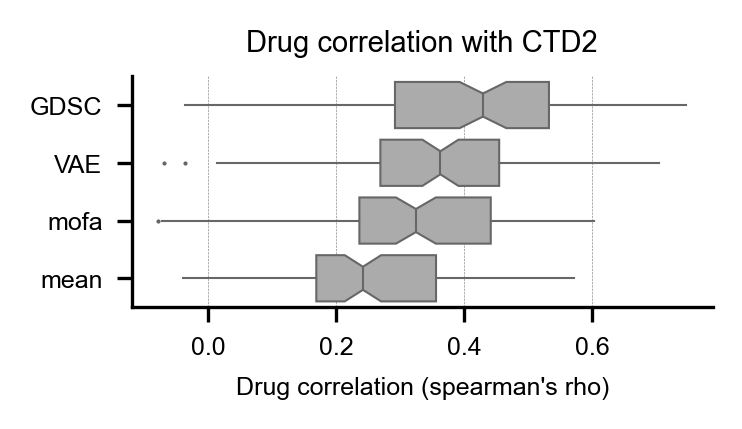 Drug correlation with CTD2
GDSC
VAE
mofa
mean
0.0 0.2 0.4 0.6
Drug correlation (spearman's rho)